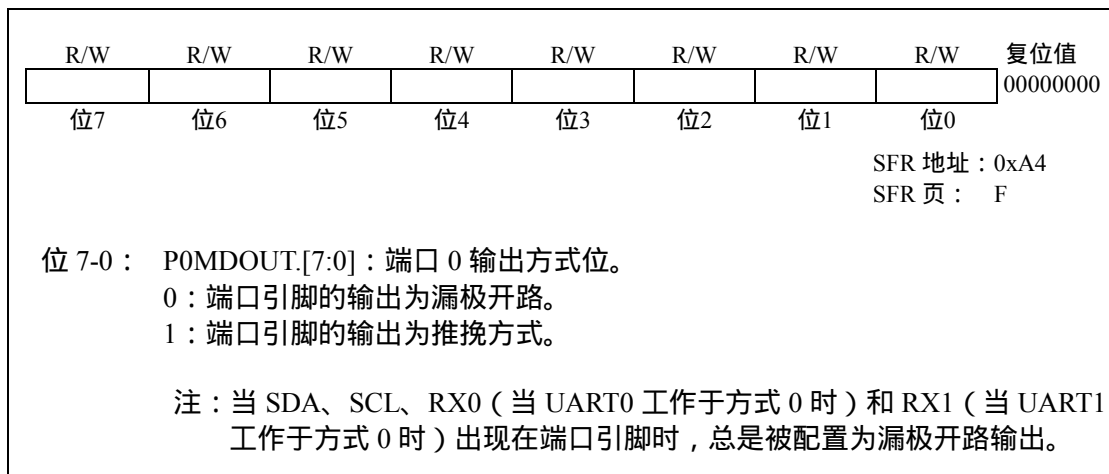 R/W R/W R/W R/W R/W R/W R/W R/W 复位值
00000000
位7 位6 位5 位4 位3 位2 位1 位0
SFR 地址：0xA4
SFR 页： F
位 7-0： P0MDOUT.[7:0]：端口 0 输出方式位。
0：端口引脚的输出为漏极开路。
1：端口引脚的输出为推挽方式。
注：当 SDA、SCL、RX0（当 UART0 工作于方式 0 时）和 RX1（当 UART1
工作于方式 0 时）出现在端口引脚时，总是被配置为漏极开路输出。